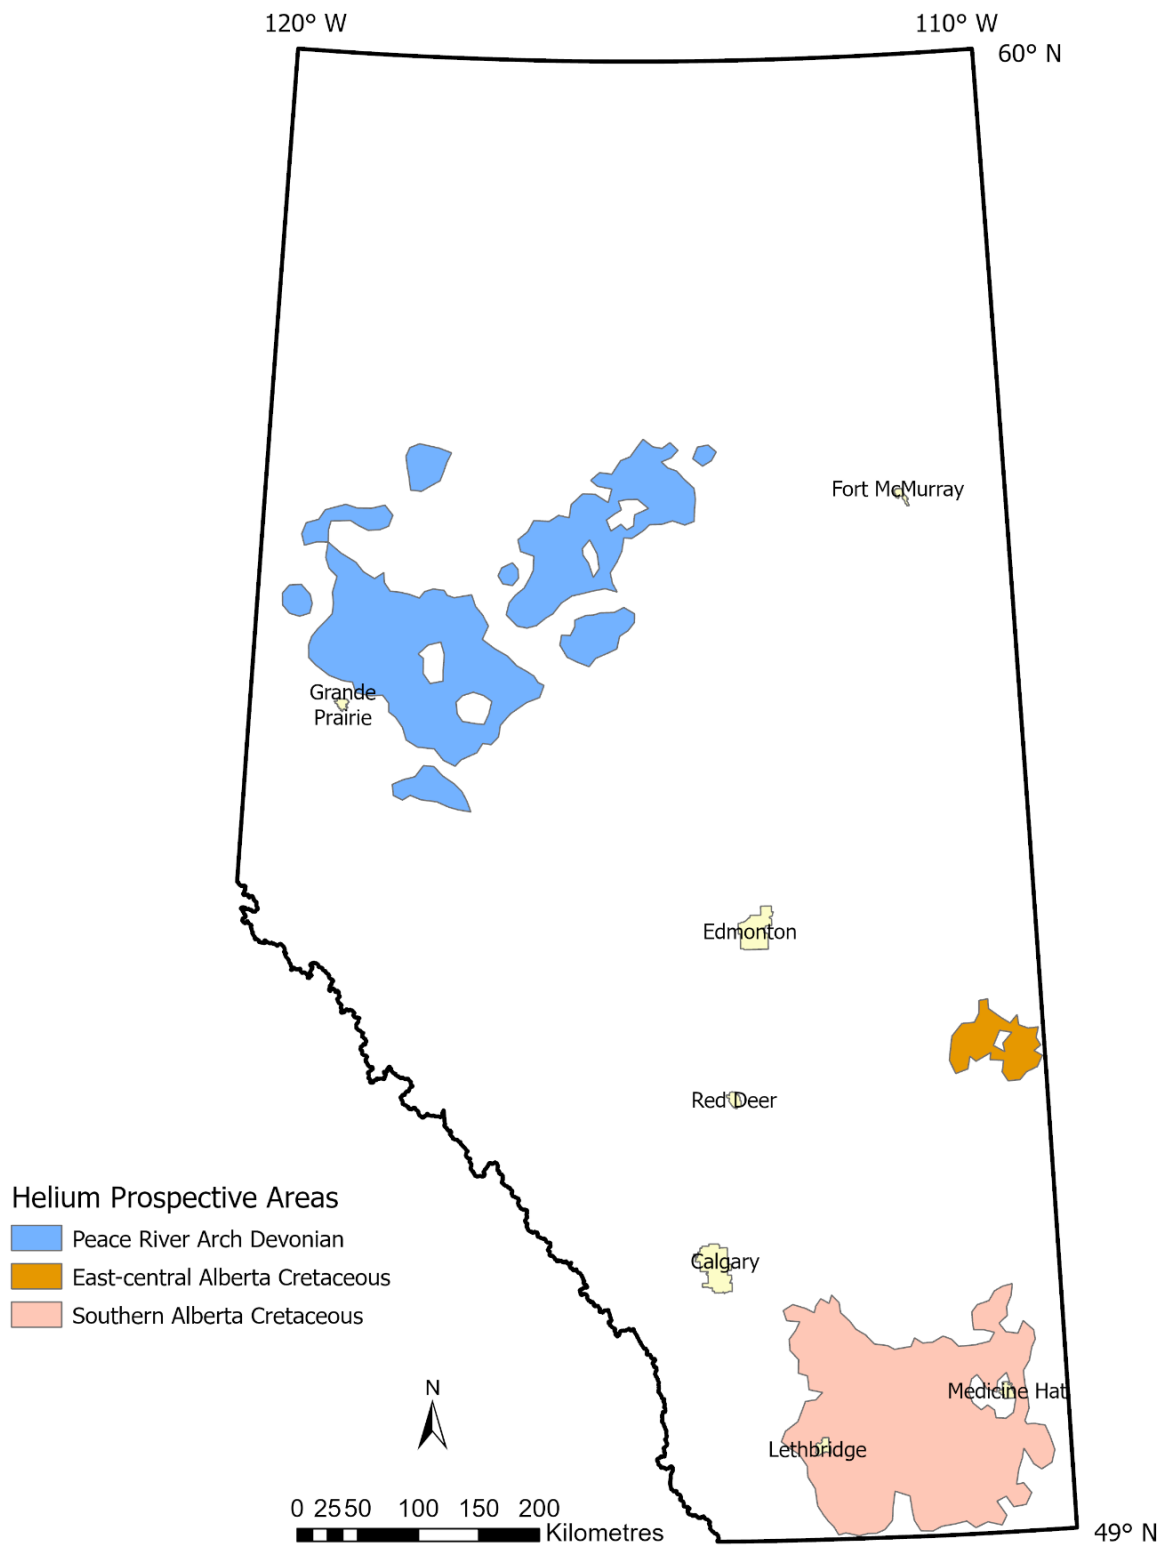 120° W
110° W
60° N
Fort McMurray
Grande
Prairie
Edmonton
Red Deer
Helium Prospective Areas
Peace River Arch Devonian
East-central Alberta Cretaceous
Southern Alberta Cretaceous
Calgary
Medicine Hat
Lethbridge
N
0 25 50 100 150 200
Kilometres
49° N